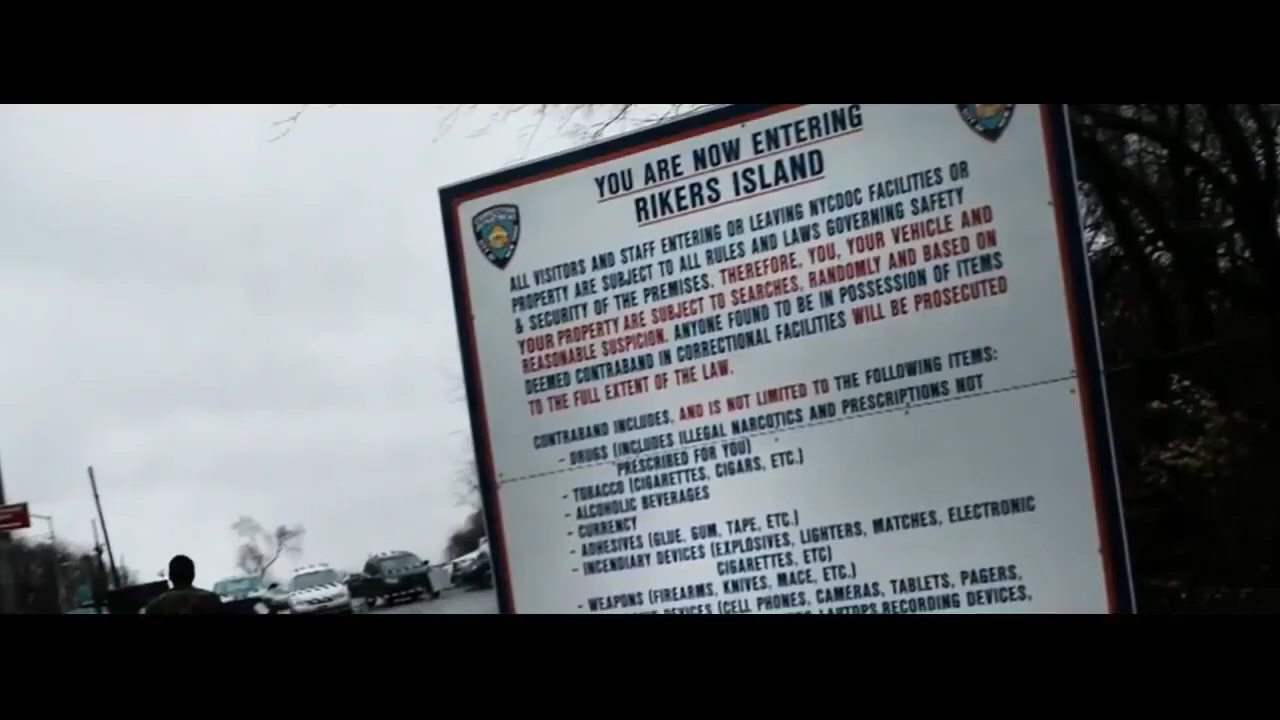 YOU ARE NOW ENTERING
RIKERS ISLAND
ALL VISITORS AND STAFF ENTERING OR LEAVING NYCDOC FACILITIES OR
PROPERTY ARE SUBJECT TO ALL RULES AND LAWS GOVERNING SAFETY
& SECURITY OF THE PREMISES. THEREFORE, YOU, YOUR VEHICLE AND
YOUR PROPERTY ARE SUBJECT TO SEARCHES, RANDOMLY AND BASED ON
REASONABLE SUSPICION. ANYONE FOUND TO BE IN POSSESSION OF ITEMS
DEEMED CONTRABAND IN CORRECTIONAL FACILITIES WILL BE PROSECUTED
TO THE FULL EXTENT OF THE LAW.
CONTRABAND INCLUDES, AND IS NOT LIMITED TO THE FOLLOWING ITEMS:
- DRUGS (INCLUDES ILLEGAL NARCOTICS AND PRESCRIPTIONS NOT
PRESCRIBED FOR YOU)
- TOBACCO (CIGARETTES, CIGARS, ETC.)
- ALCOHOLIC BEVERAGES
- CURRENCY
- ADHESIVES (GLUE, GUM, TAPE, ETC.)
- INCENDIARY DEVICES (EXPLOSIVES, LIGHTERS, MATCHES, ELECTRONIC
CIGARETTES, ETC)
- WEAPONS (FIREARMS, KNIVES, MACE, ETC.)
DEVICES (CELL PHONES, CAMERAS, TABLETS, PAGERS,
LAPTOPS RECORDING DEVICES,